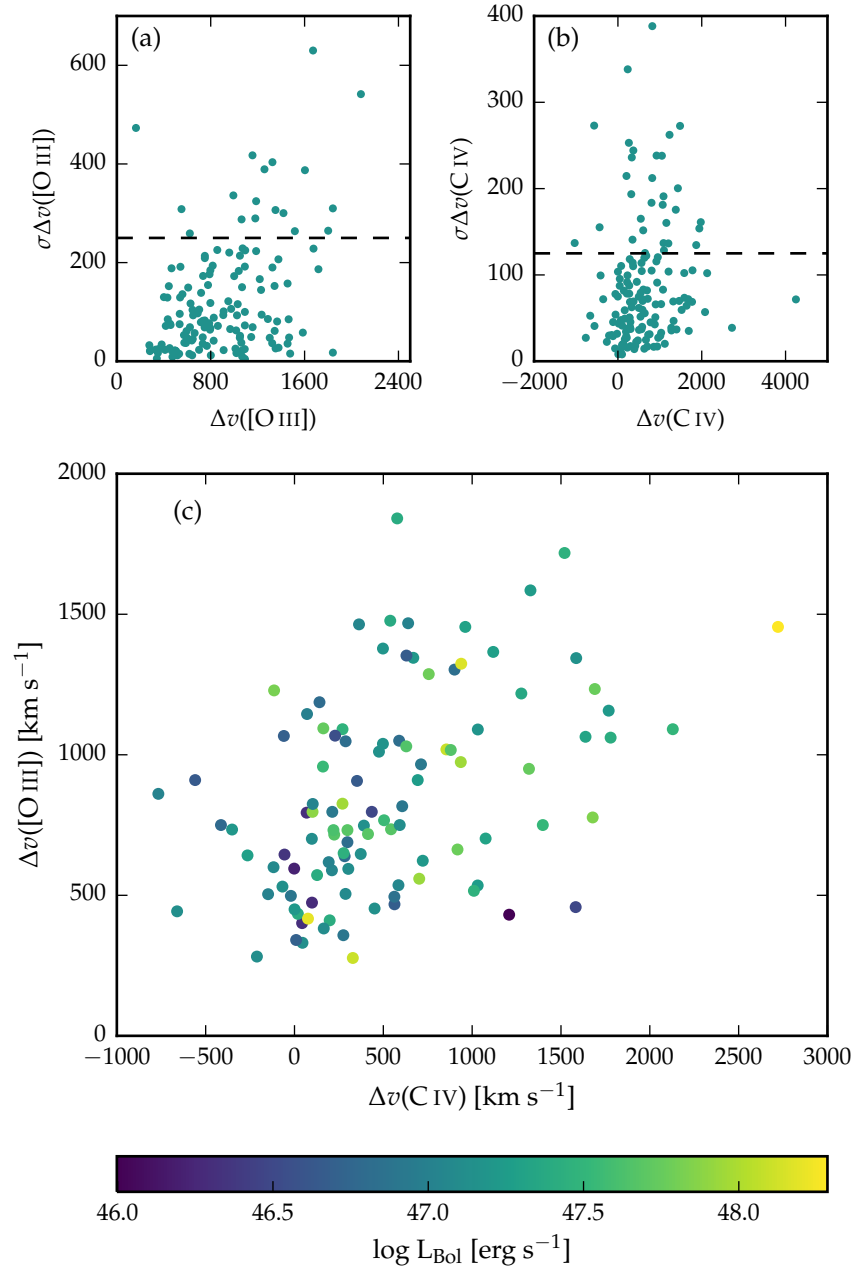 (a)
600
400
200
0
σΔv([O III])
0 800 1600 2400
Δv([O III])
(b)
400
300
200
100
0
σΔv(C IV)
−2000 0 2000 4000
Δv(C IV)
(c)
2000
1500
1000
500
0
Δv([O III]) [km s⁻¹]
−1000 −500 0 500 1000 1500 2000 2500 3000
Δv(C IV) [km s⁻¹]
46.0 46.5 47.0 47.5 48.0
log L_Bol [erg s⁻¹]